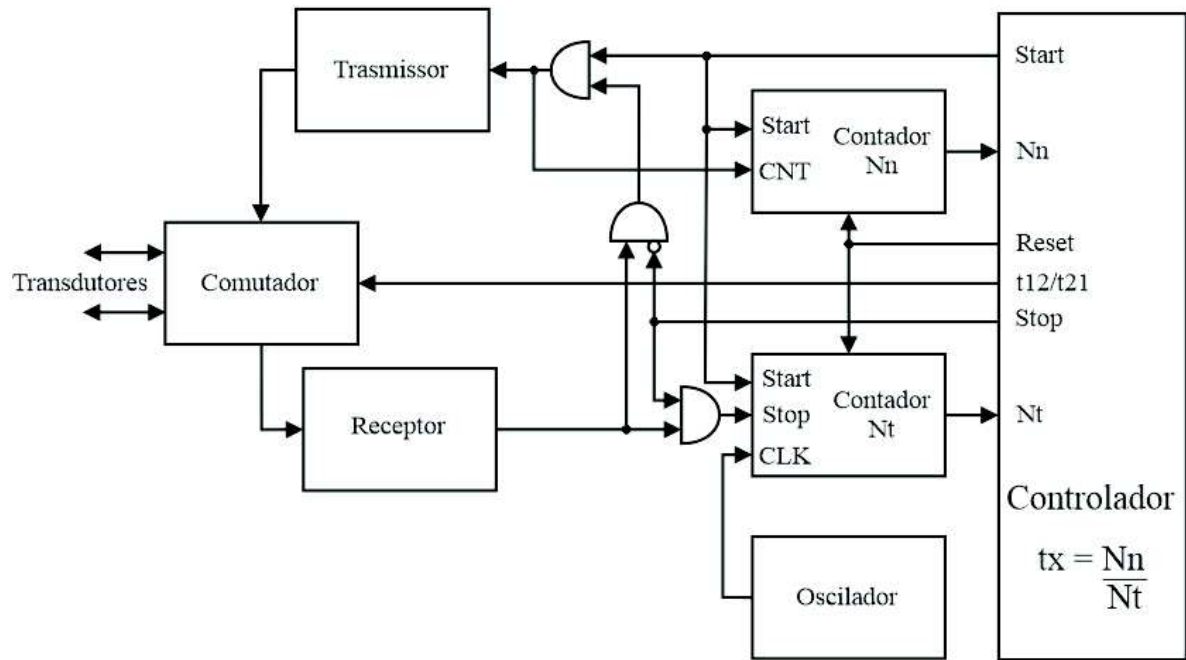 Trasmissor
Start
Start
Contador
Nn
CNT
Nn
Reset
Transdutores
Comutador
t12/t21
Stop
Start
Stop
Contador
Nt
CLK
Nt
Receptor
Controlador
tx = Nn
Nt
Oscilador